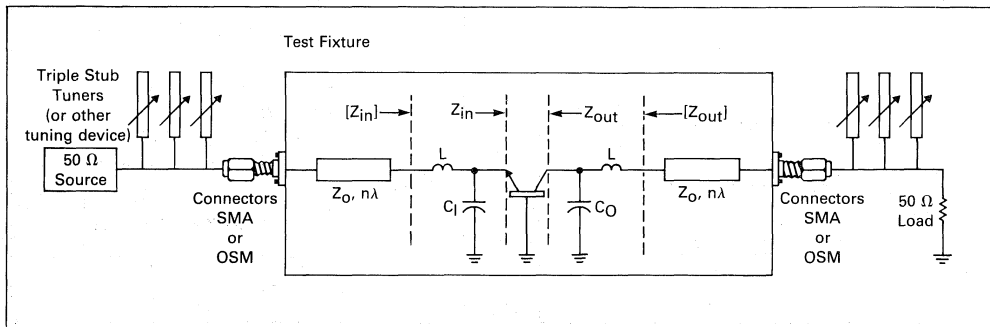 Test Fixture
Triple Stub
Tuners
(or other
tuning device)
50 Ω
Source
[Zin]
Zin
Zout
[Zout]
L
L
Zo, nλ
CI
CO
Zo, nλ
Connectors
SMA
or
OSM
Connectors
SMA
or
OSM
50 Ω
Load